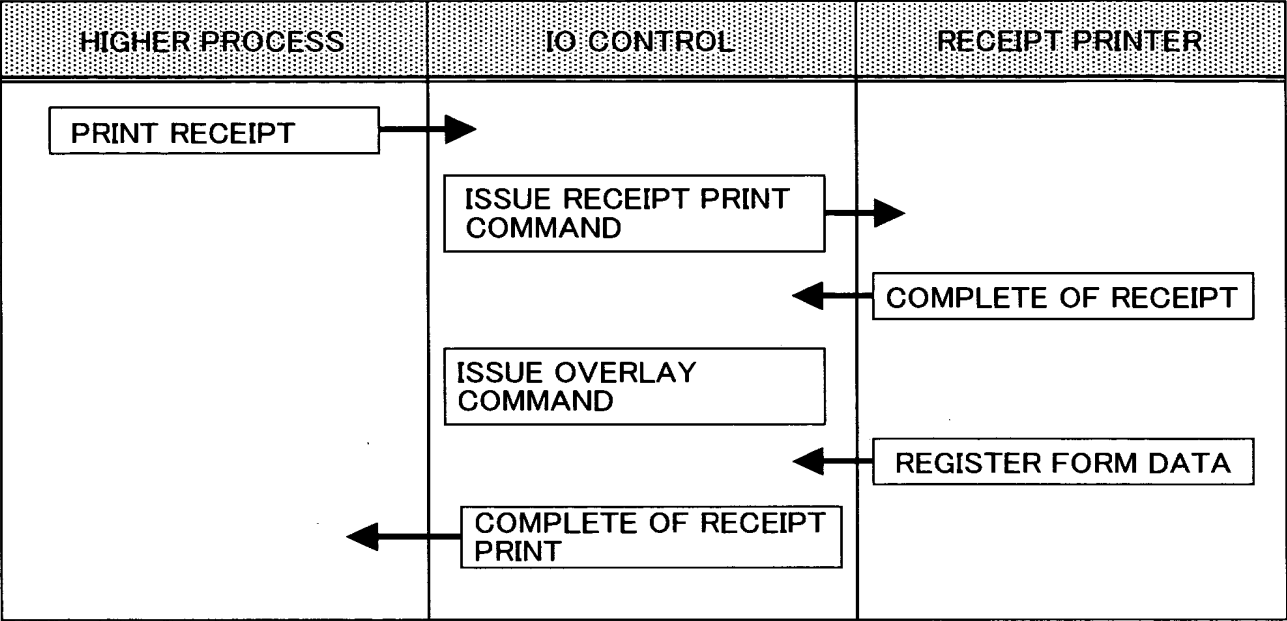 HIGHER PROCESS
IO CONTROL
RECEIPT PRINTER
PRINT RECEIPT
ISSUE RECEIPT PRINT
COMMAND
COMPLETE OF RECEIPT
ISSUE OVERLAY
COMMAND
REGISTER FORM DATA
COMPLETE OF RECEIPT
PRINT